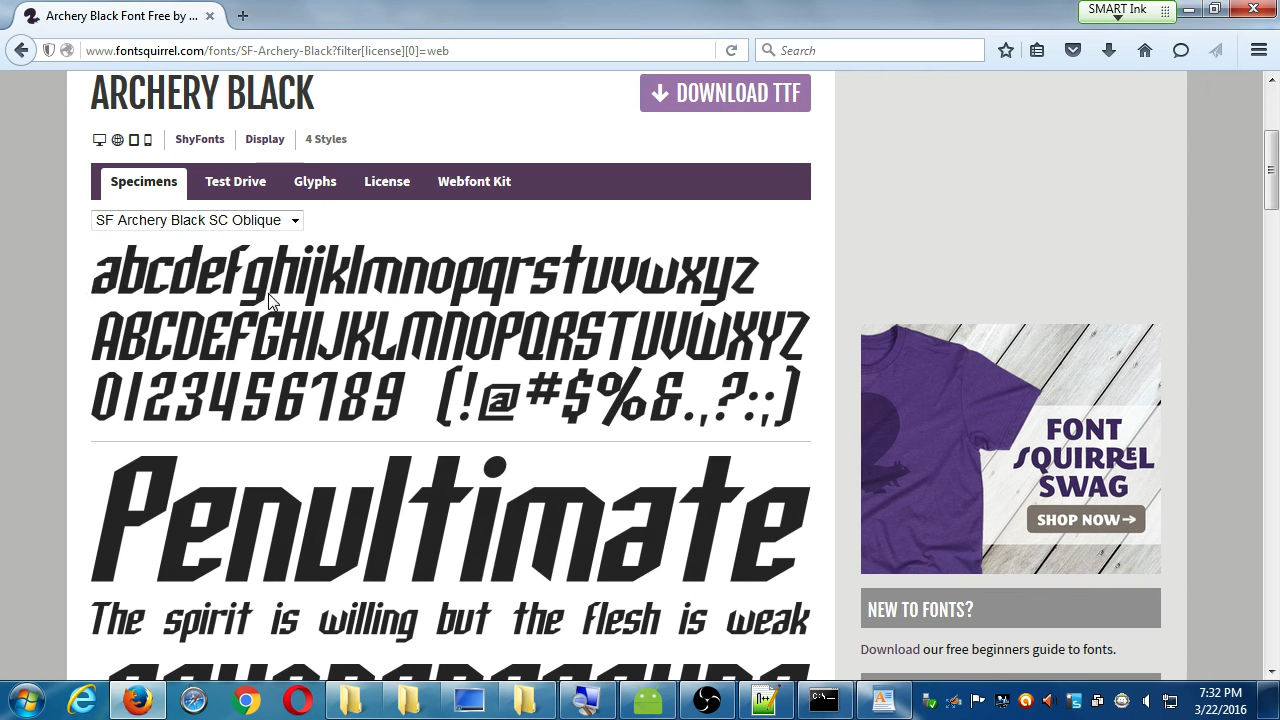 Archery Black Font Free by ...
SMART Ink
www.fontsquirrel.com/fonts/SF-Archery-Black?filter[license][0]=web
Search
ARCHERY BLACK
DOWNLOAD TTF
ShyFonts
Display
4 Styles
Specimens
Test Drive
Glyphs
License
Webfont Kit
SF Archery Black SC Oblique
abcdefghijklmnopqrstuvwxyz
ABCDEFGHIJKLMNOPQRSTUVWXYZ
0123456789 (!@#$%&.,?:;)
Penultimate
The spirit is willing but the flesh is weak
FONT
SQUIRREL
SWAG
SHOP NOW→
NEW TO FONTS?
Download our free beginners guide to fonts.
7:32 PM
3/22/2016